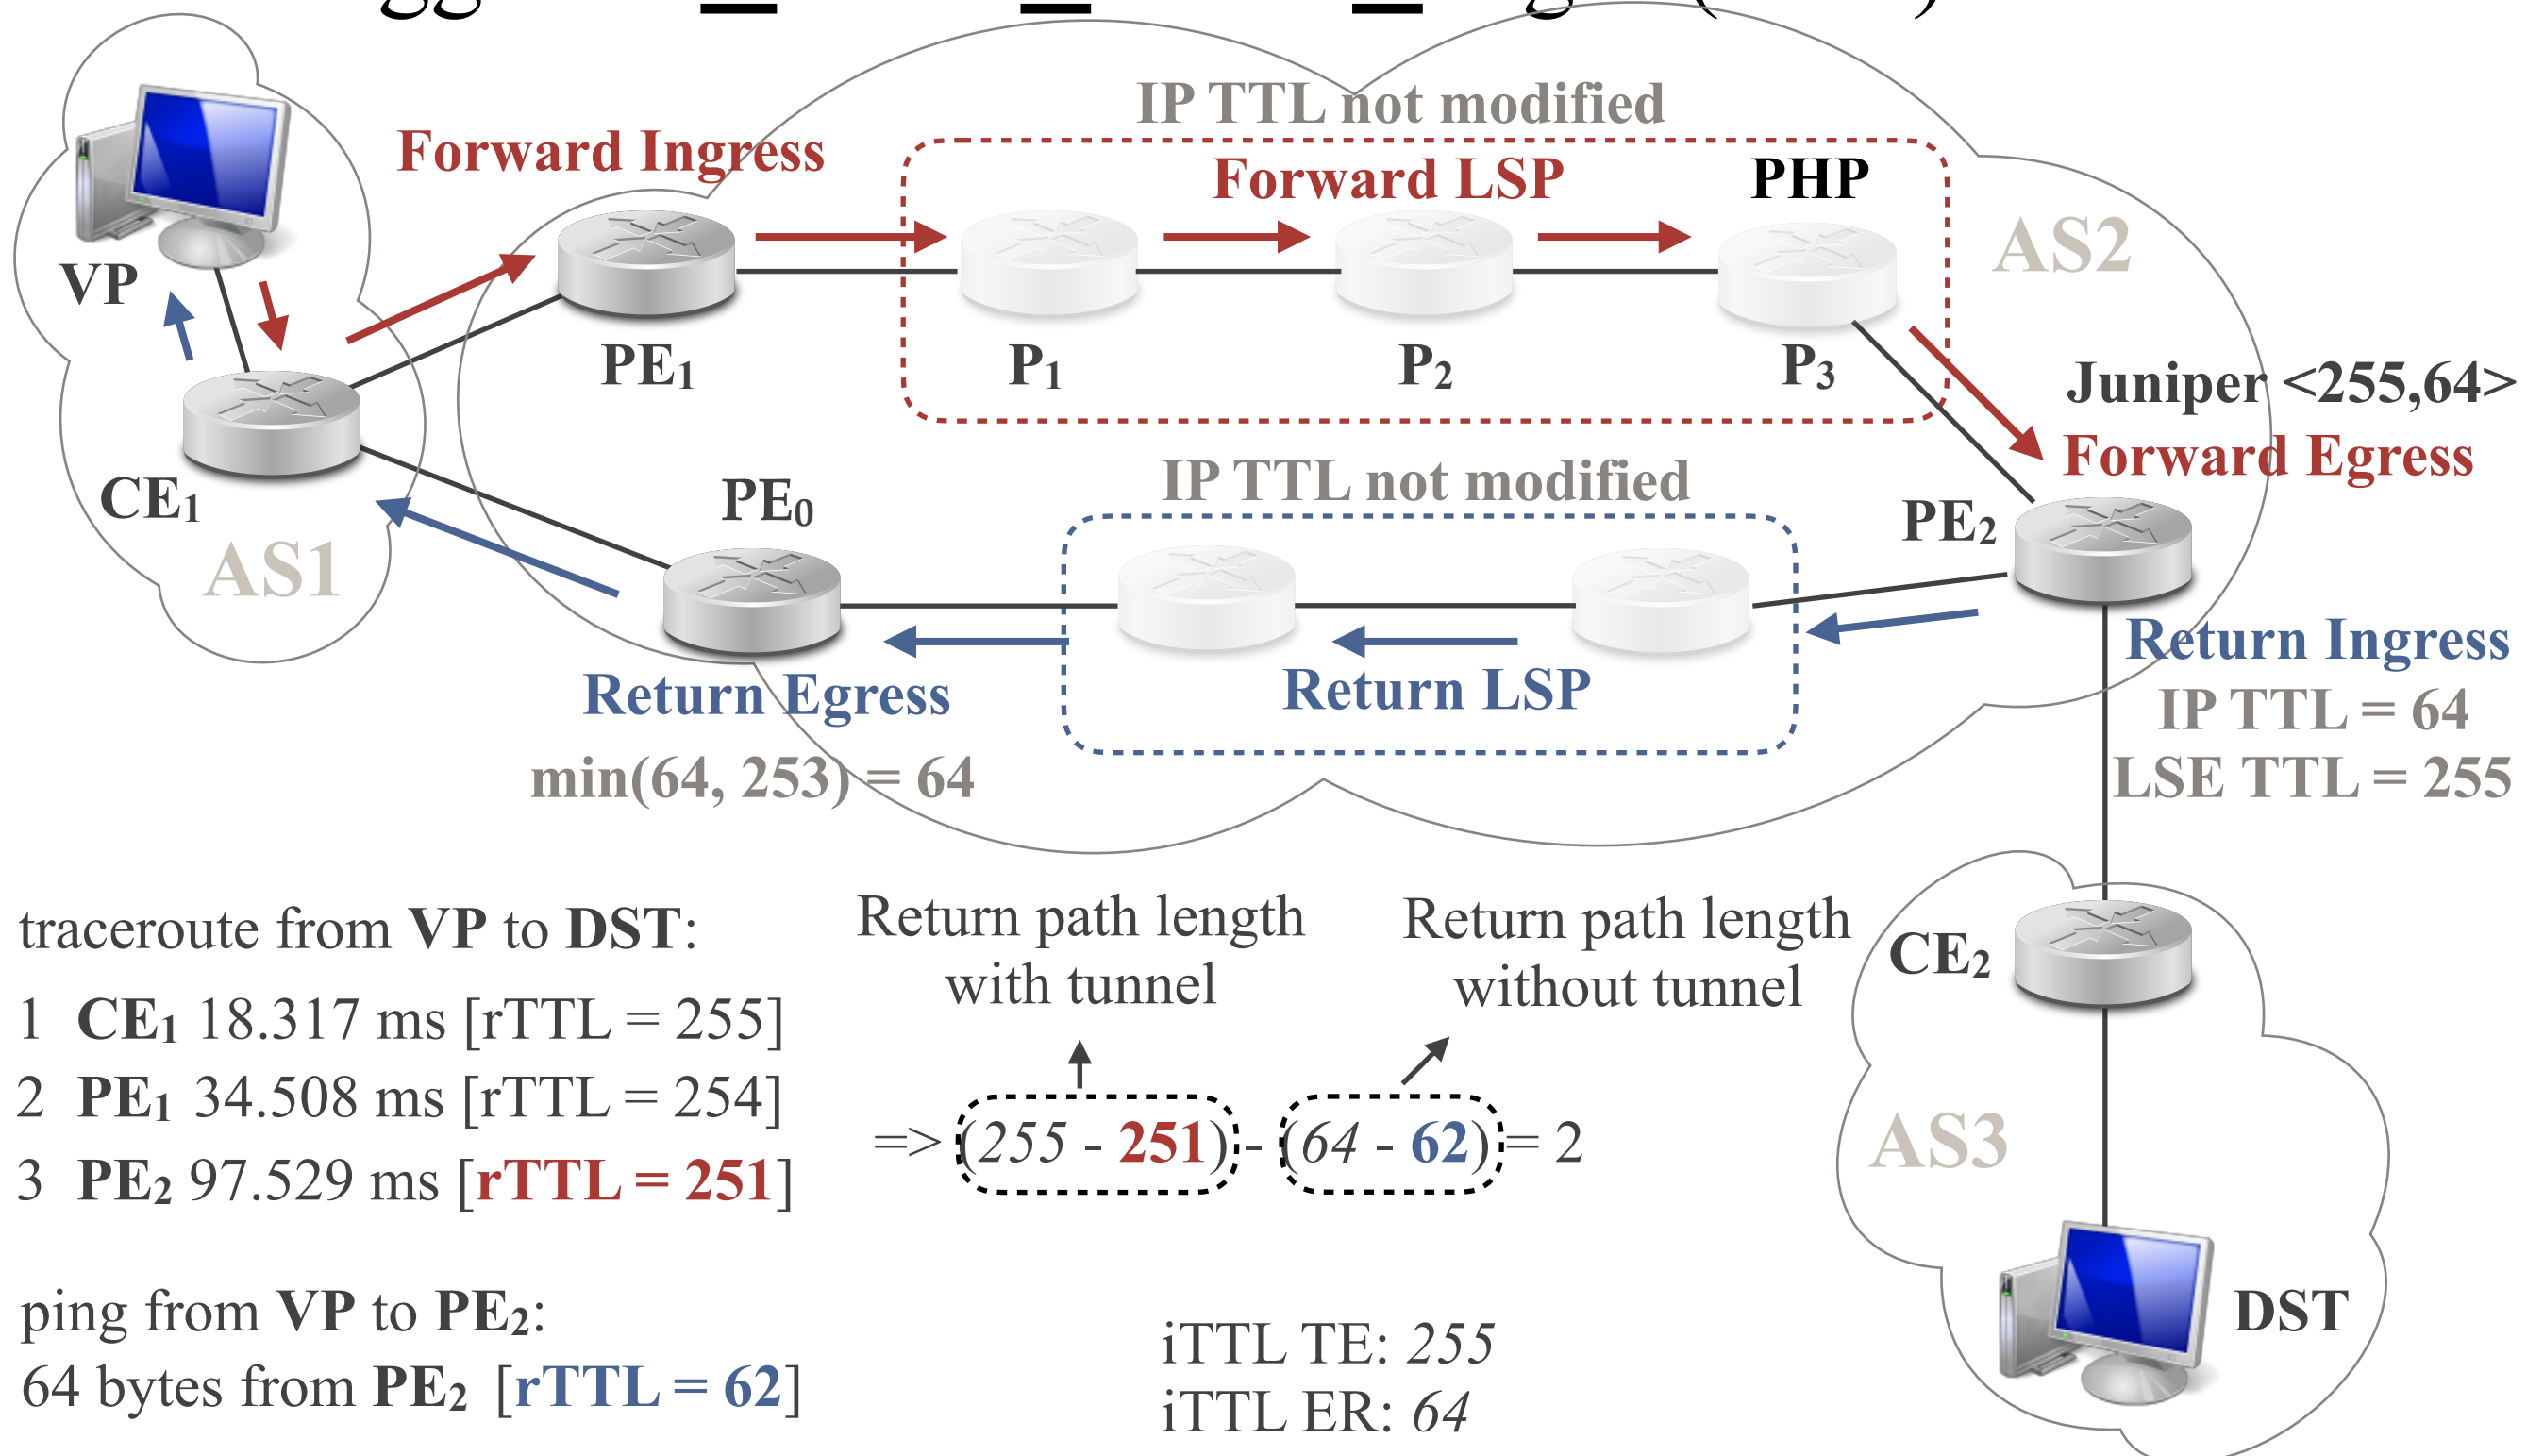 IP TTL not modified
Forward Ingress
Forward LSP
PHP
AS2
VP
PE1
P1
P2
P3
Juniper <255,64>
Forward Egress
CE1
AS1
PE0
IP TTL not modified
PE2
Return Ingress
IP TTL = 64
LSE TTL = 255
Return Egress
Return LSP
min(64, 253) = 64
traceroute from VP to DST:
1 CE1 18.317 ms [rTTL = 255]
2 PE1 34.508 ms [rTTL = 254]
3 PE2 97.529 ms [rTTL = 251]
Return path length
with tunnel
Return path length
without tunnel
=> (255 - 251) - (64 - 62) = 2
CE2
AS3
DST
ping from VP to PE2:
64 bytes from PE2 [rTTL = 62]
iTTL TE: 255
iTTL ER: 64